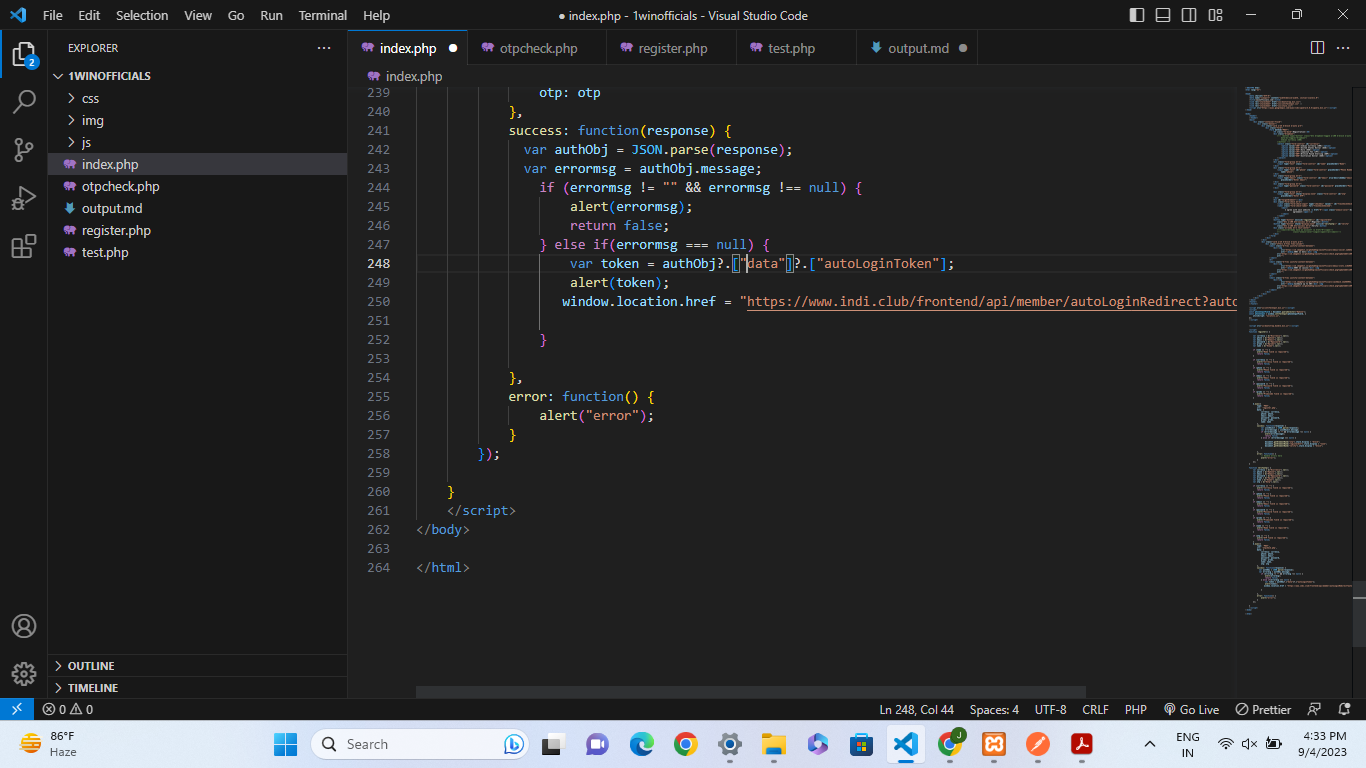 File Edit Selection View Go Run Terminal Help
● index.php - 1winofficials - Visual Studio Code
EXPLORER
index.php
otpcheck.php
register.php
test.php
output.md
2
1WINOFFICIALS
css
img
js
index.php
otpcheck.php
output.md
register.php
test.php
OUTLINE
TIMELINE
index.php
239 otp: otp
240 },
241 success: function(response) {
242 var authObj = JSON.parse(response);
243 var errormsg = authObj.message;
244 if (errormsg != "" && errormsg !== null) {
245 alert(errormsg);
246 return false;
247 } else if(errormsg === null) {
248 var token = authObj?.["data"]?.["autoLoginToken"];
249 alert(token);
250 window.location.href = "https://www.indi.club/frontend/api/member/autoLoginRedirect?auto
251
252 }
253
254 },
255 error: function() {
256 alert("error");
257 }
258 });
259
260 }
261 </script>
262 </body>
263
264 </html>
0 0
Ln 248, Col 44 Spaces: 4 UTF-8 CRLF PHP Go Live Prettier
86°F
Haze
Search
J
ENG
IN
4:33 PM
9/4/2023